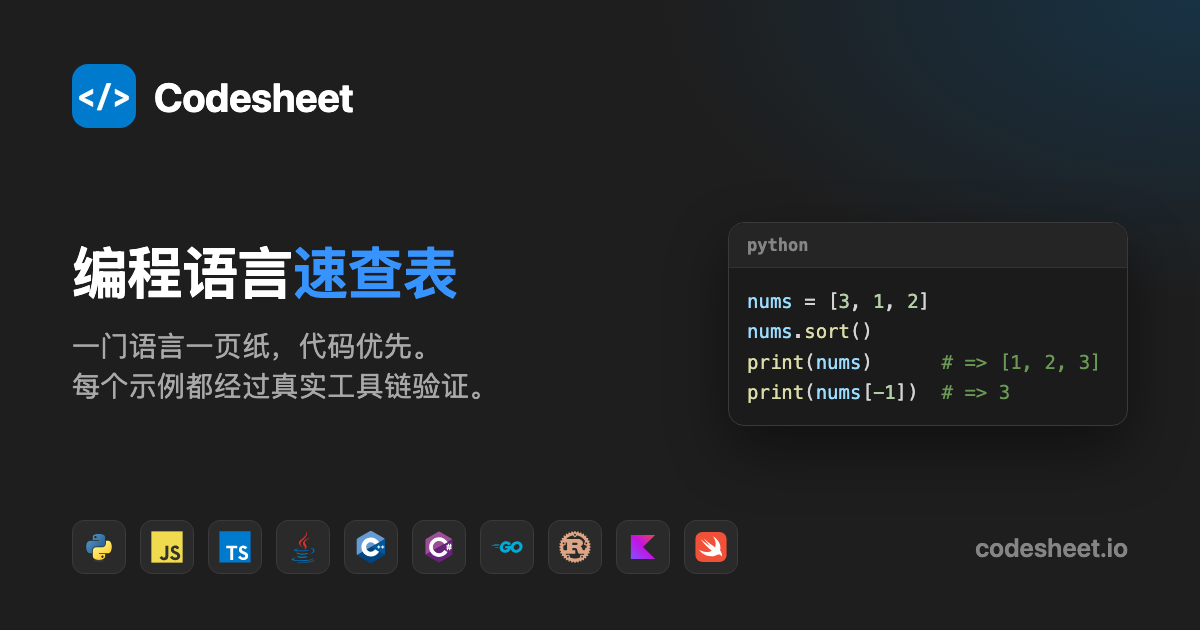 </>
Codesheet
编程语言速查表
一门语言一页纸，代码优先。
每个示例都经过真实工具链验证。
python
nums = [3, 1, 2]
nums.sort()
print(nums)      # => [1, 2, 3]
print(nums[-1])  # => 3
JS
TS
C++
C#
GO
R
codesheet.io